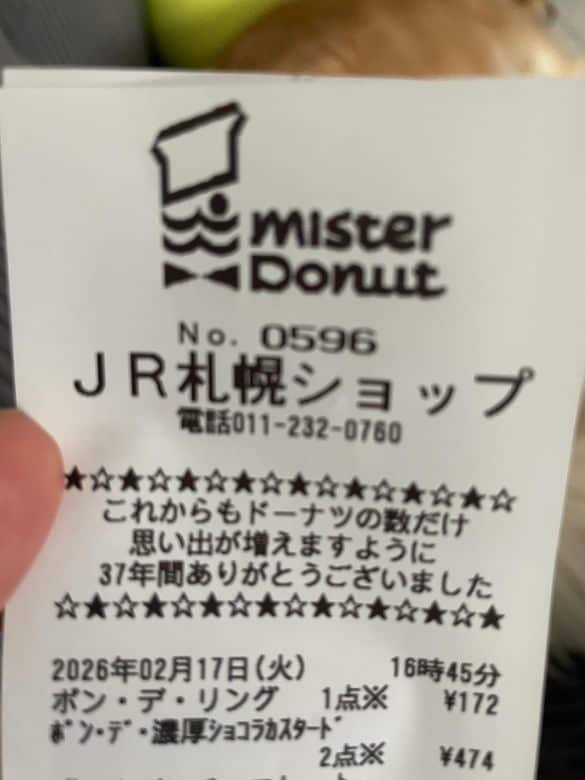 mister
Donut
No. 0596
JR札幌ショップ
電話011-232-0760
★☆★☆★☆★☆★☆★☆★☆★☆
これからもドーナツの数だけ
思い出が増えますように
37年間ありがとうございました
☆★☆★☆★☆★☆★☆★☆★☆★
2026年02月17日(火) 16時45分
ポン・デ・リング 1点※ ¥172
ポン・デ・濃厚ショコラカスタード
2点※ ¥474